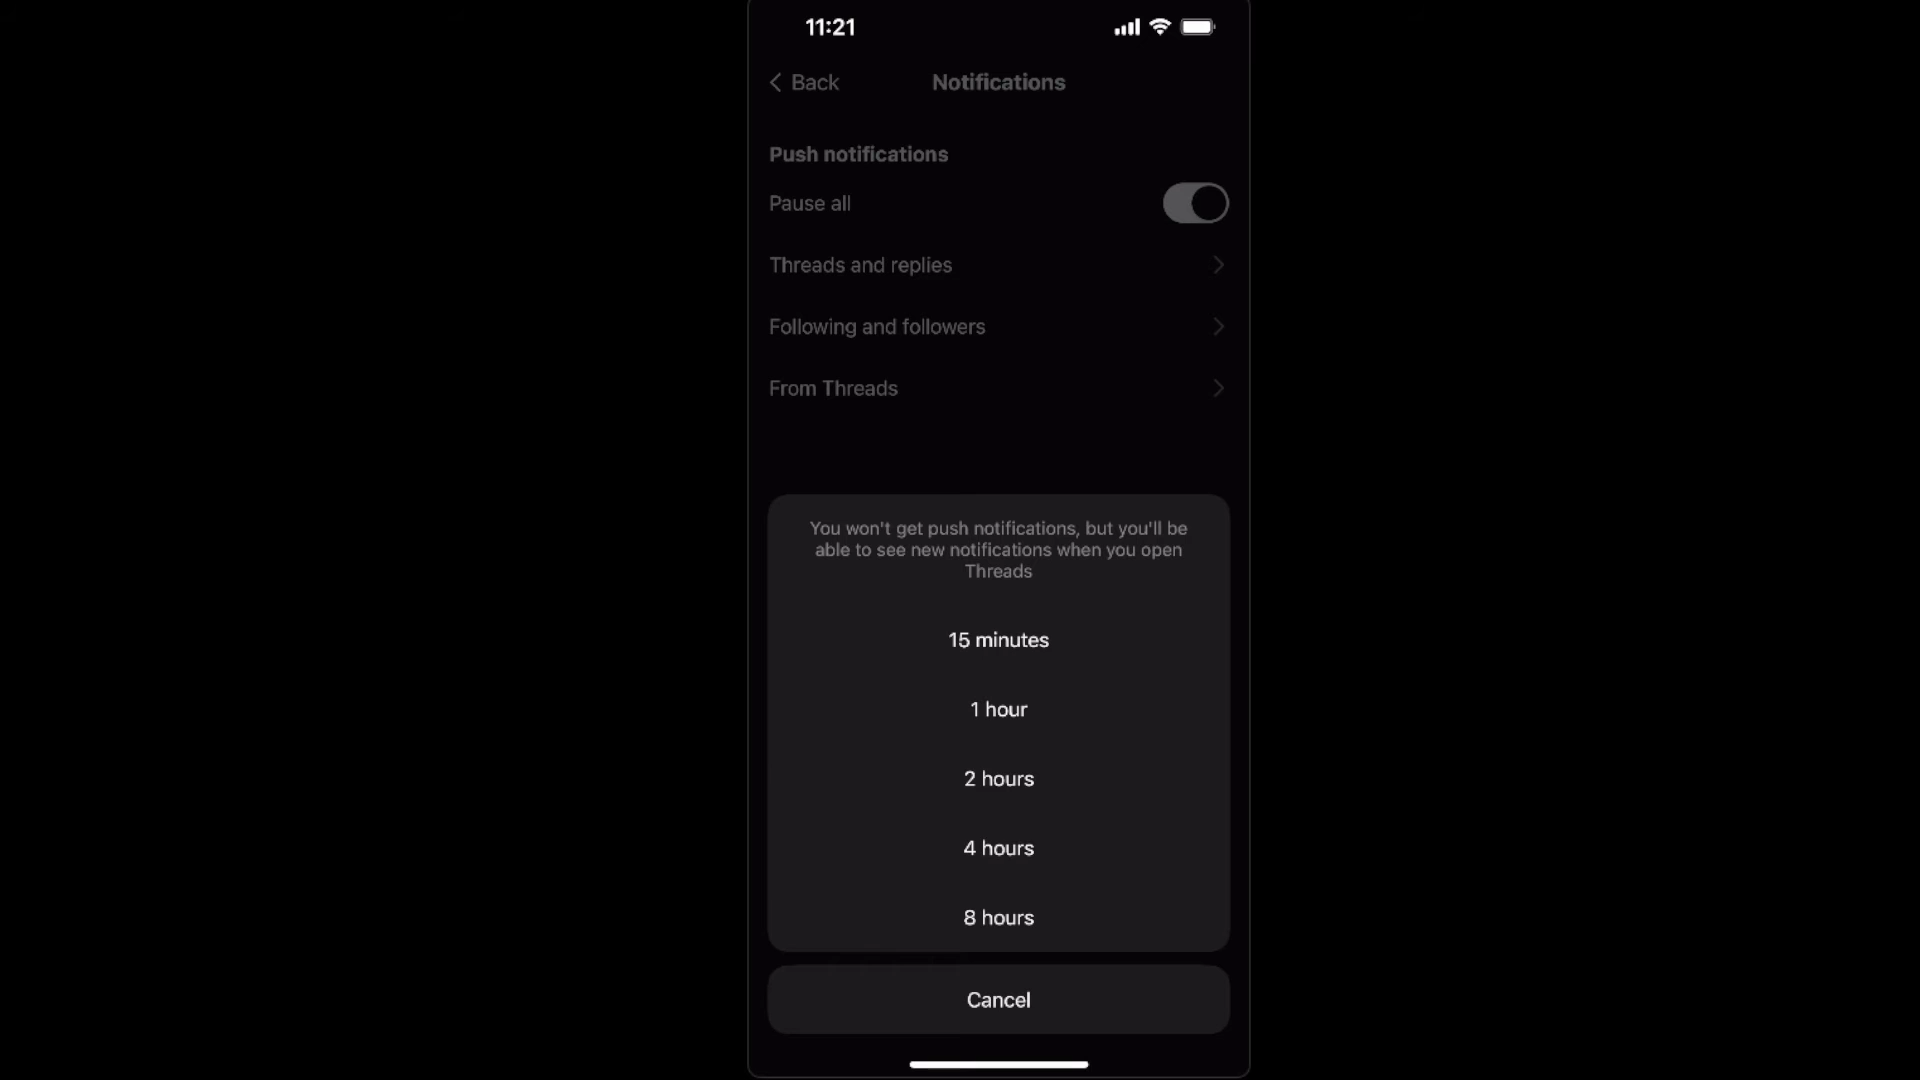 11:21
Back
Notifications
Push notifications
Pause all
Threads and replies
Following and followers
From Threads
You won't get push notifications, but you'll be
able to see new notifications when you open
Threads
15 minutes
1 hour
2 hours
4 hours
8 hours
Cancel